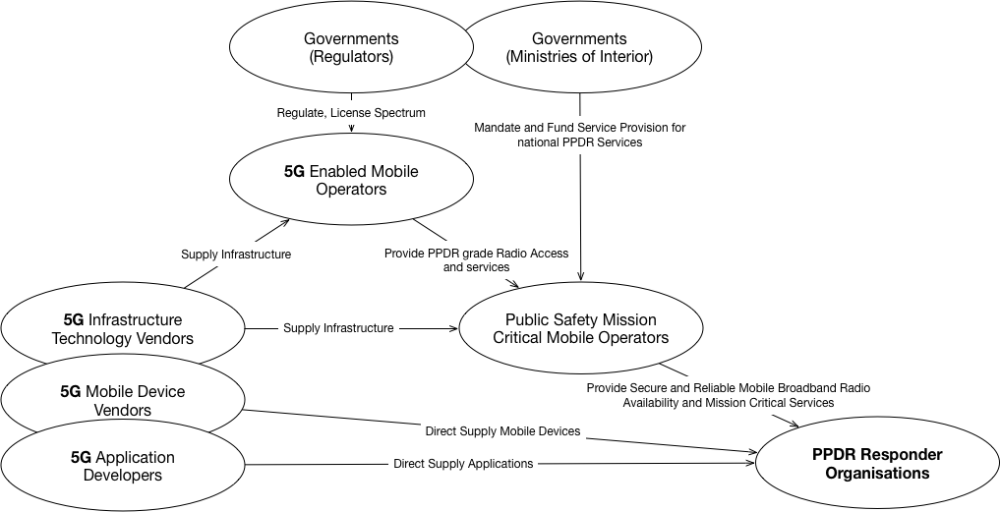 Governments
(Regulators)
Governments
(Ministries of Interior)
Regulate, License Spectrum
Mandate and Fund Service Provision for
national PPDR Services
5G Enabled Mobile
Operators
Supply Infrastructure
Provide PPDR grade Radio Access
and services
5G Infrastructure
Technology Vendors
Supply Infrastructure
Public Safety Mission
Critical Mobile Operators
5G Mobile Device
Vendors
Provide Secure and Reliable Mobile Broadband Radio
Availability and Mission Critical Services
Direct Supply Mobile Devices
5G Application
Developers
Direct Supply Applications
PPDR Responder
Organisations